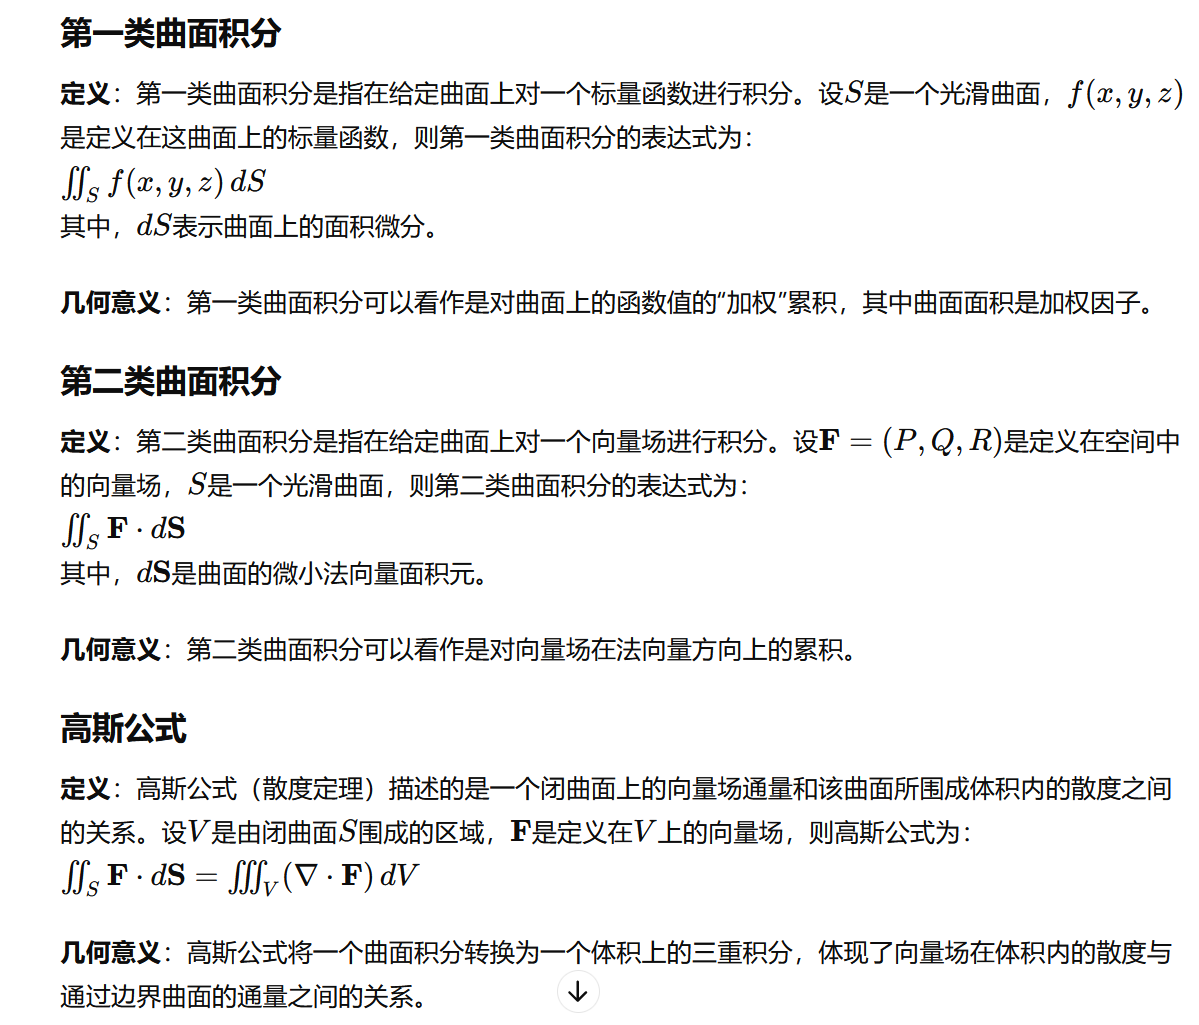 第一类曲面积分
定义：第一类曲面积分是指在给定曲面上对一个标量函数进行积分。设S是一个光滑曲面，f(x, y, z)
是定义在这曲面上的标量函数，则第一类曲面积分的表达式为：
∬_S f(x, y, z) dS
其中，dS表示曲面上的面积微分。
几何意义：第一类曲面积分可以看作是对曲面上的函数值的“加权”累积，其中曲面面积是加权因子。
第二类曲面积分
定义：第二类曲面积分是指在给定曲面上对一个向量场进行积分。设𝐅 = (P, Q, R)是定义在空间中
的向量场，S是一个光滑曲面，则第二类曲面积分的表达式为：
∬_S 𝐅 · d𝐒
其中，d𝐒是曲面的微小法向量面积元。
几何意义：第二类曲面积分可以看作是对向量场在法向量方向上的累积。
高斯公式
定义：高斯公式（散度定理）描述的是一个闭曲面上的向量场通量和该曲面所围成体积内的散度之间
的关系。设V是由闭曲面S围成的区域，𝐅是定义在V上的向量场，则高斯公式为：
∬_S 𝐅 · d𝐒 = ∭_V (∇ · 𝐅) dV
几何意义：高斯公式将一个曲面积分转换为一个体积上的三重积分，体现了向量场在体积内的散度与
通过边界曲面的通量之间的关系。